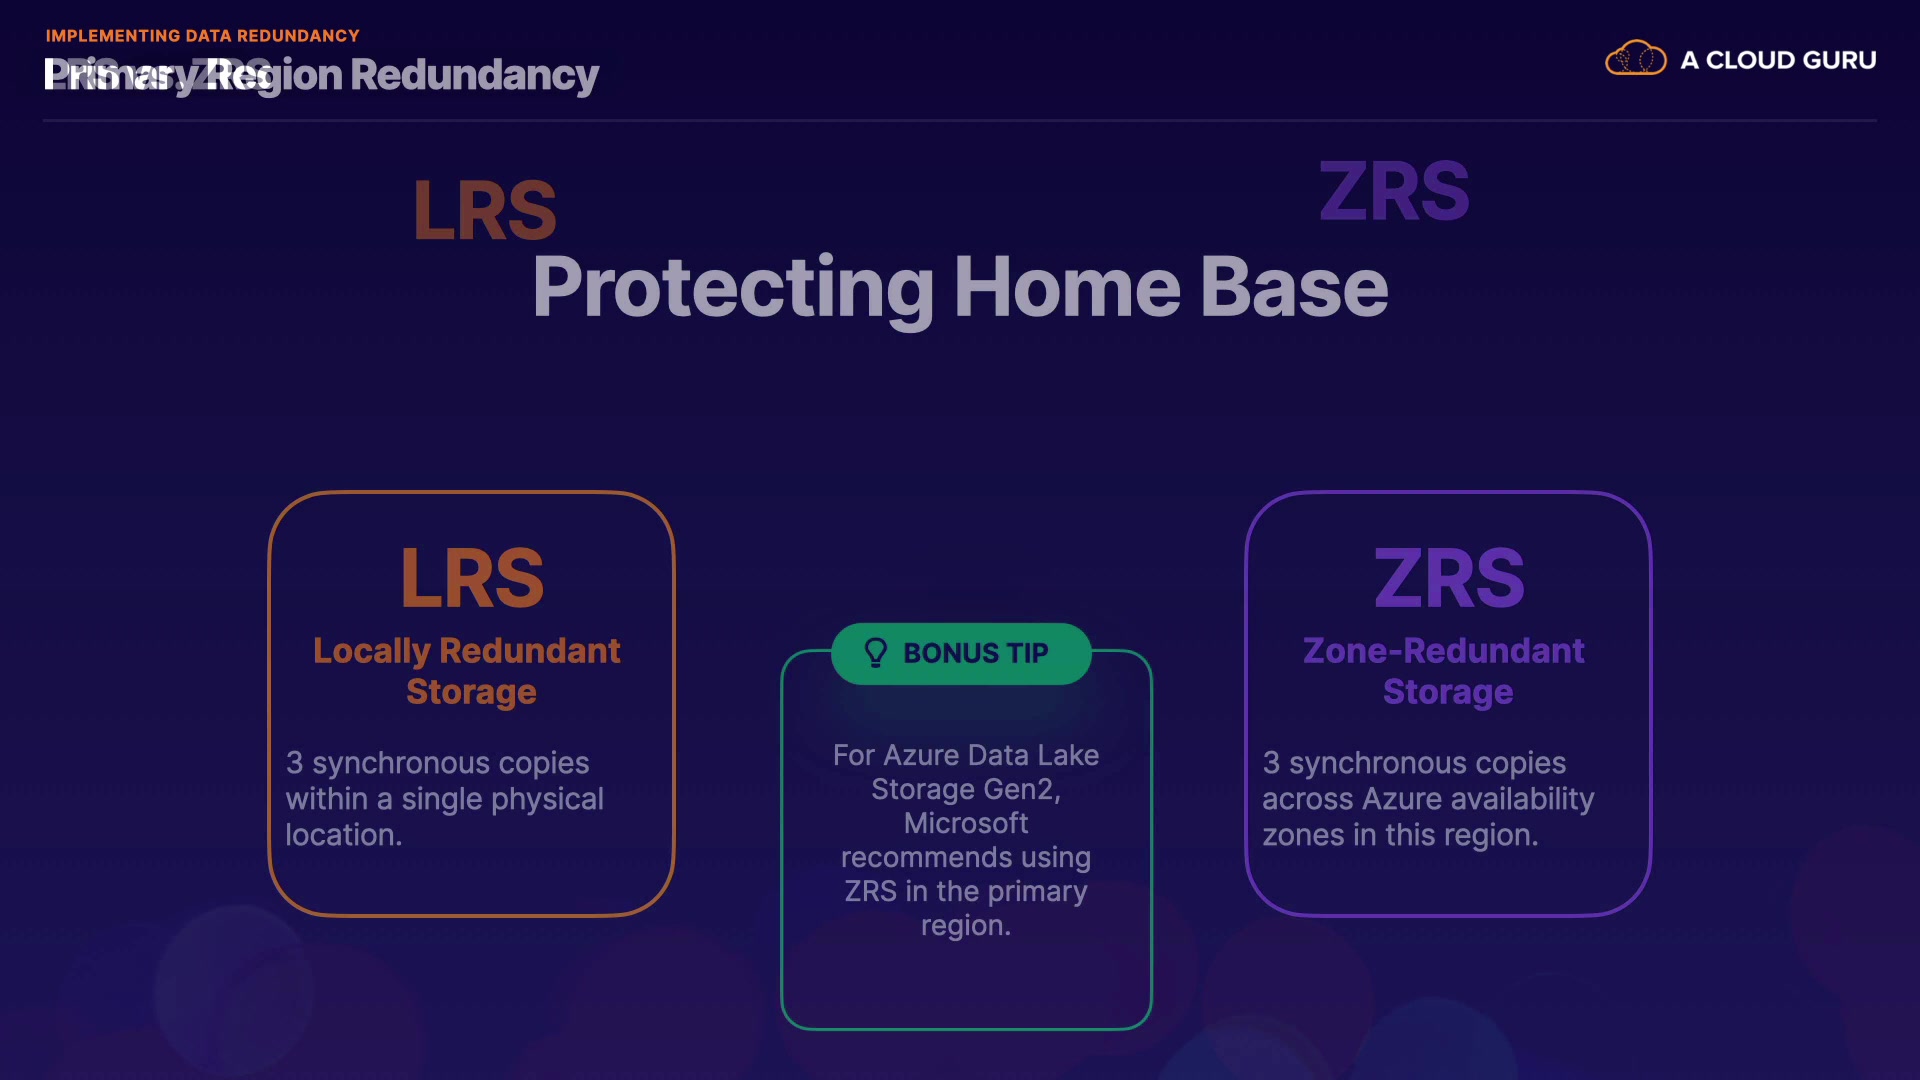 IMPLEMENTING DATA REDUNDANCY
Primary Region Redundancy
A CLOUD GURU
LRS
ZRS
Protecting Home Base
LRS
Locally Redundant
Storage
3 synchronous copies
within a single physical
location.
BONUS TIP
For Azure Data Lake
Storage Gen2,
Microsoft
recommends using
ZRS in the primary
region.
ZRS
Zone-Redundant
Storage
3 synchronous copies
across Azure availability
zones in this region.